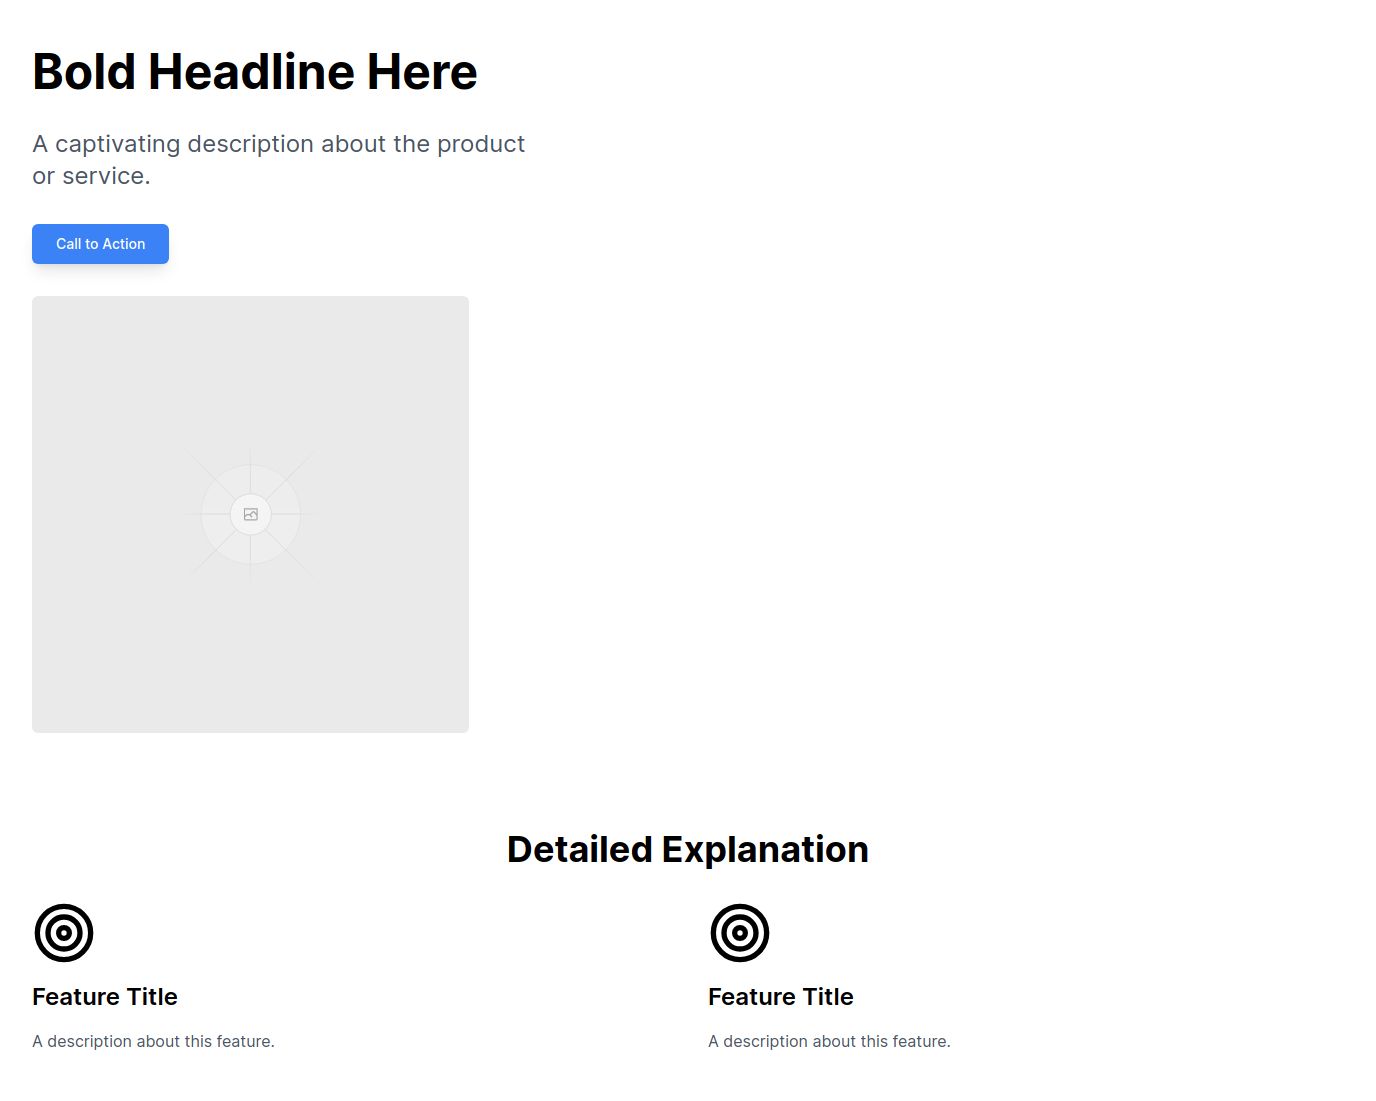 Bold Headline Here
A captivating description about the product
or service.
Call to Action
Detailed Explanation
Feature Title
A description about this feature.
Feature Title
A description about this feature.